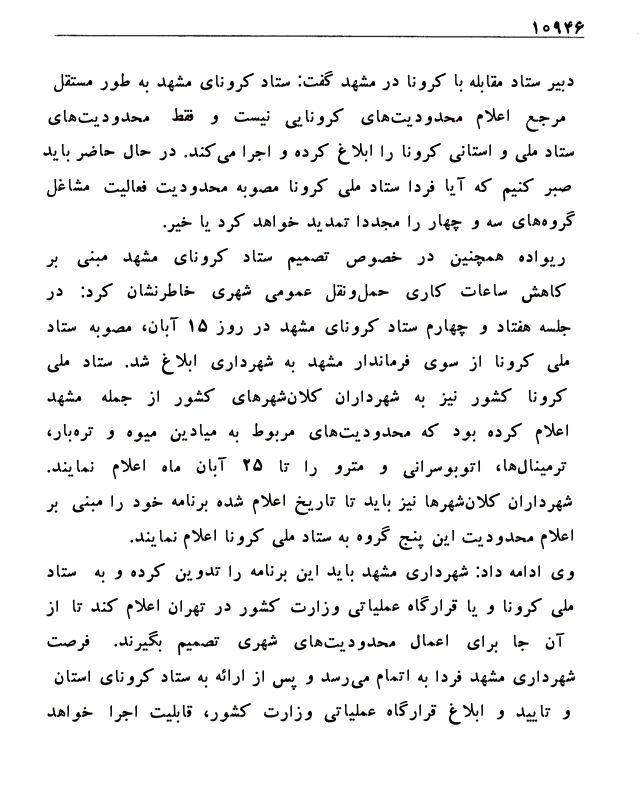 ۱۰۹۴۶
دبیر ستاد مقابله با کرونا در مشهد گفت: ستاد کرونای مشهد به طور مستقل
مرجع اعلام محدودیت‌های کرونایی نیست و فقط محدودیت‌های
ستاد ملی و استانی کرونا را ابلاغ کرده و اجرا می‌کند. در حال حاضر باید
صبر کنیم که آیا فردا ستاد ملی کرونا مصوبه محدودیت فعالیت مشاغل
گروه‌های سه و چهار را مجددا تمدید خواهد کرد یا خیر.
ریواده همچنین در خصوص تصمیم ستاد کرونای مشهد مبنی بر
کاهش ساعات کاری حمل‌ونقل عمومی شهری خاطرنشان کرد: در
جلسه هفتاد و چهارم ستاد کرونای مشهد در روز ۱۵ آبان، مصوبه ستاد
ملی کرونا از سوی فرماندار مشهد به شهرداری ابلاغ شد. ستاد ملی
کرونا کشور نیز به شهرداران کلان‌شهرهای کشور از جمله مشهد
اعلام کرده بود که محدودیت‌های مربوط به میادین میوه و تره‌بار،
ترمینال‌ها، اتوبوسرانی و مترو را تا ۲۵ آبان ماه اعلام نمایند.
شهرداران کلان‌شهرها نیز باید تا تاریخ اعلام شده برنامه خود را مبنی بر
اعلام محدودیت این پنج گروه به ستاد ملی کرونا اعلام نمایند.
وی ادامه داد: شهرداری مشهد باید این برنامه را تدوین کرده و به ستاد
ملی کرونا و یا قرارگاه عملیاتی وزارت کشور در تهران اعلام کند تا از
آن جا برای اعمال محدودیت‌های شهری تصمیم بگیرند. فرصت
شهرداری مشهد فردا به اتمام می‌رسد و پس از ارائه به ستاد کرونای استان
و تایید و ابلاغ قرارگاه عملیاتی وزارت کشور، قابلیت اجرا خواهد